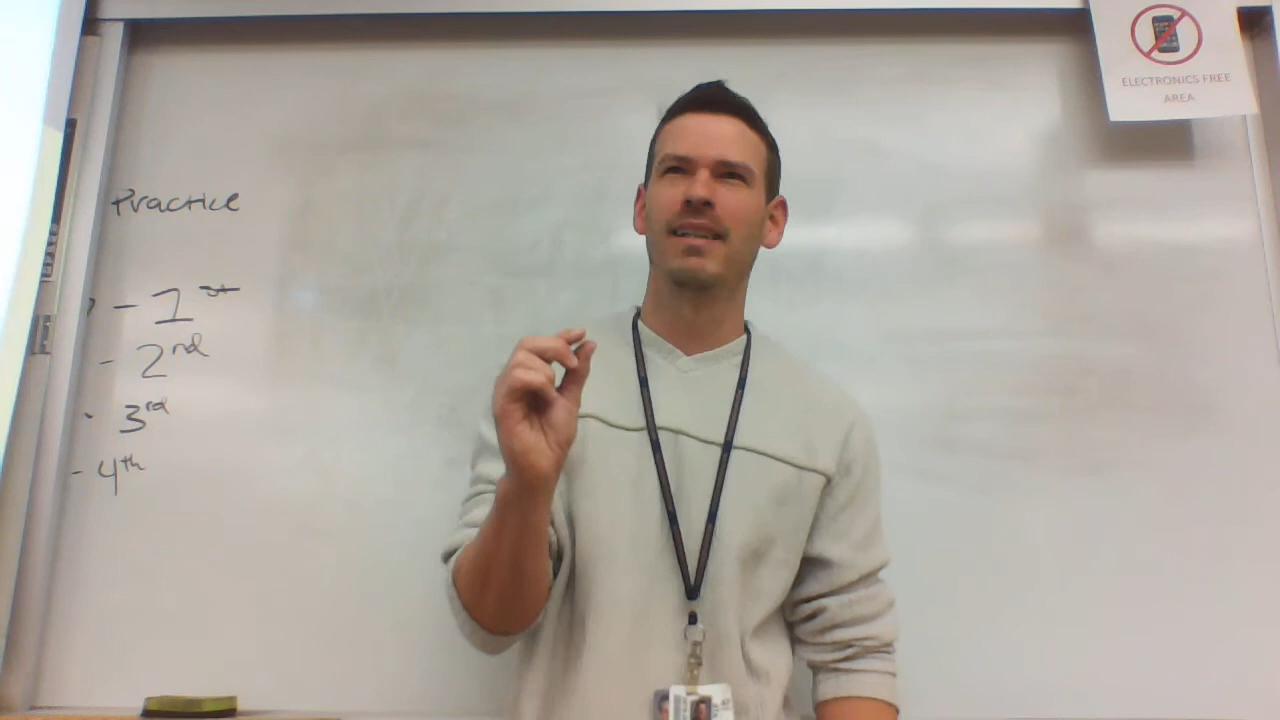 ELECTRONICS FREE
AREA
Practice
- 1st
- 2nd
- 3rd
- 4th